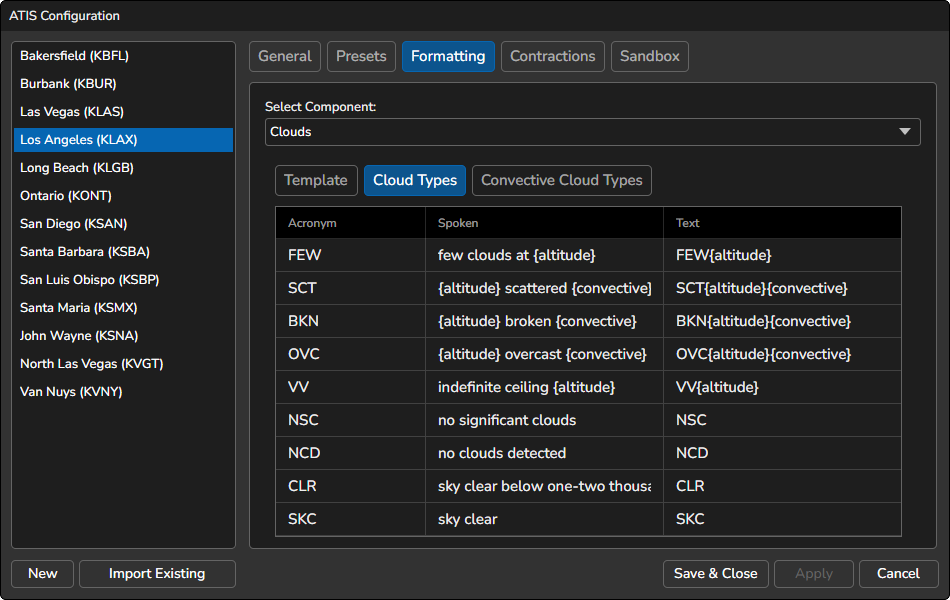 ATIS Configuration
Bakersfield (KBFL)
Burbank (KBUR)
Las Vegas (KLAS)
Los Angeles (KLAX)
Long Beach (KLGB)
Ontario (KONT)
San Diego (KSAN)
Santa Barbara (KSBA)
San Luis Obispo (KSBP)
Santa Maria (KSMX)
John Wayne (KSNA)
North Las Vegas (KVGT)
Van Nuys (KVNY)
General Presets Formatting Contractions Sandbox
Select Component:
Clouds
Template Cloud Types Convective Cloud Types
Acronym Spoken Text
FEW few clouds at {altitude} FEW{altitude}
SCT {altitude} scattered {convective} SCT{altitude}{convective}
BKN {altitude} broken {convective} BKN{altitude}{convective}
OVC {altitude} overcast {convective} OVC{altitude}{convective}
VV indefinite ceiling {altitude} VV{altitude}
NSC no significant clouds NSC
NCD no clouds detected NCD
CLR sky clear below one-two thousa CLR
SKC sky clear SKC
New Import Existing Save & Close Apply Cancel